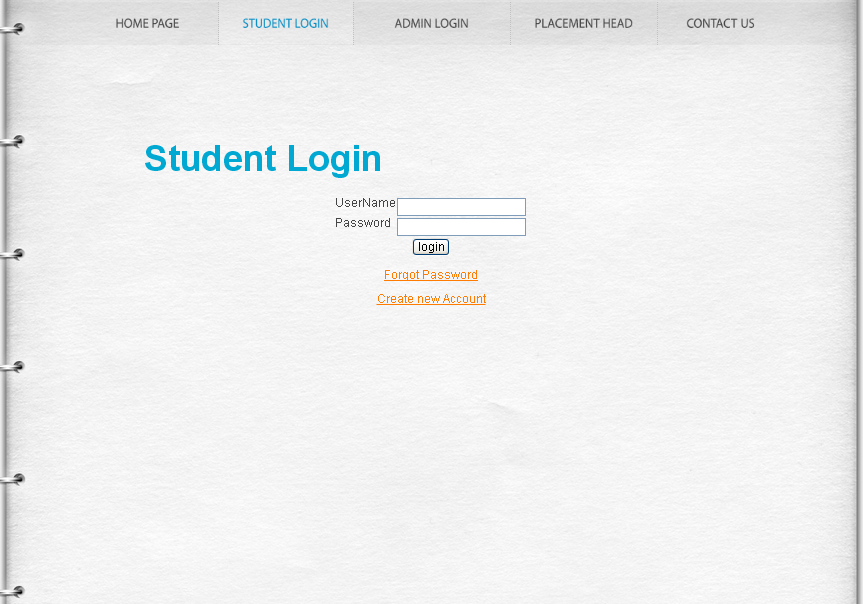 HOME PAGE STUDENT LOGIN ADMIN LOGIN PLACEMENT HEAD CONTACT US
Student Login
UserName
Password
login
Forgot Password
Create new Account